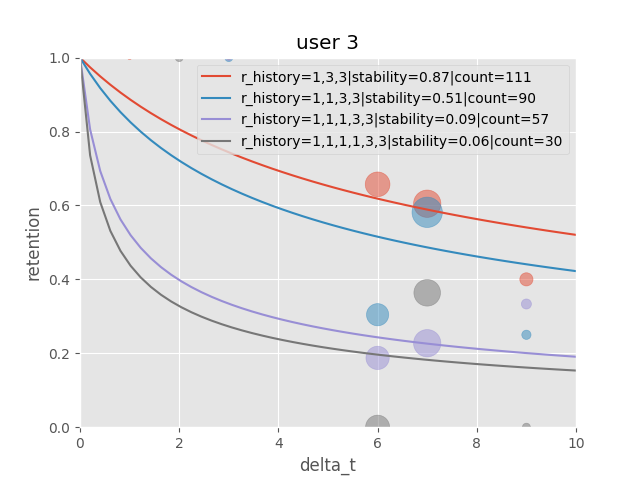 user 3
r_history=1,3,3|stability=0.87|count=111
r_history=1,1,3,3|stability=0.51|count=90
r_history=1,1,1,3,3|stability=0.09|count=57
r_history=1,1,1,1,3,3|stability=0.06|count=30
retention
1.0
0.8
0.6
0.4
0.2
0.0
0 2 4 6 8 10
delta_t